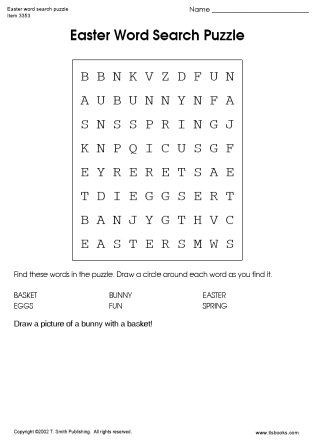 Easter word search puzzle
Item 3353
Name
Easter Word Search Puzzle
B B N K V Z D F U N
A U B U N N Y N F A
S N S S P R I N G J
K N P Q I C U S G F
E Y R E R E T S A E
T D I E G G S E R T
B A N J Y G T H V C
E A S T E R S M W S
Find these words in the puzzle. Draw a circle around each word as you find it.
BASKET BUNNY EASTER
EGGS FUN SPRING
Draw a picture of a bunny with a basket!
Copyright ©2002 T. Smith Publishing. All rights reserved.
www.tlsbooks.com